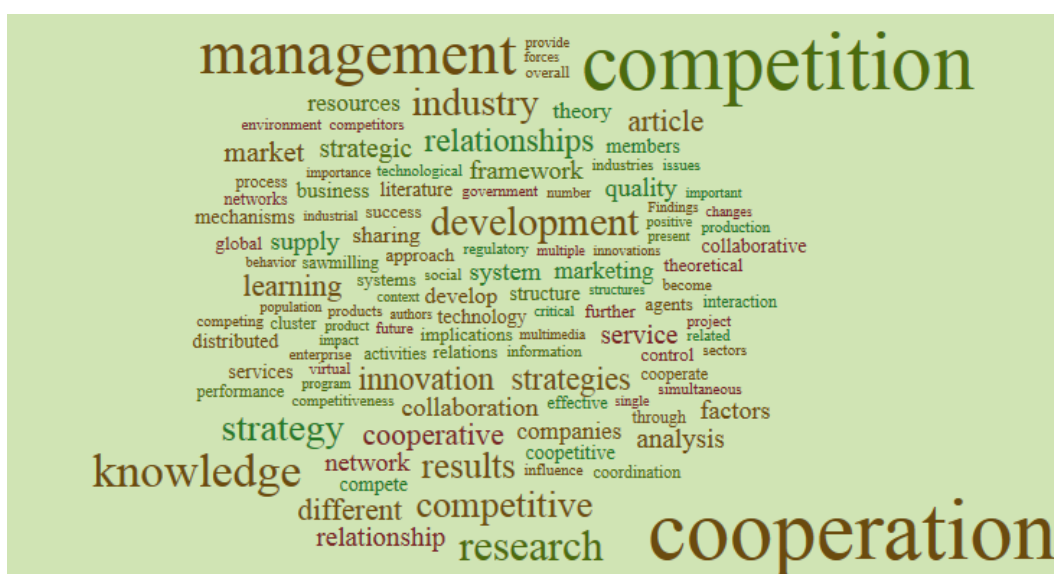 management provide competition
forces
overall
resources industry theory article
environment competitors
market strategic relationships members
importance technological framework industries issues
process business literature government number quality important
networks
mechanisms industrial success development Findings changes
positive production
global supply sharing present collaborative
approach regulatory multiple innovations
behavior sawmilling system marketing theoretical
learning systems social become
context develop structure structures agents interaction
population products authors technology critical further
competing cluster product future implications multimedia service project
distributed impact related
enterprise activities relations information control sectors
services virtual innovation strategies cooperate
performance program simultaneous
competitiveness collaboration effective single factors
through
strategy cooperative companies analysis
coopetitive
knowledge network results influence coordination
compete
different competitive
relationship research cooperation